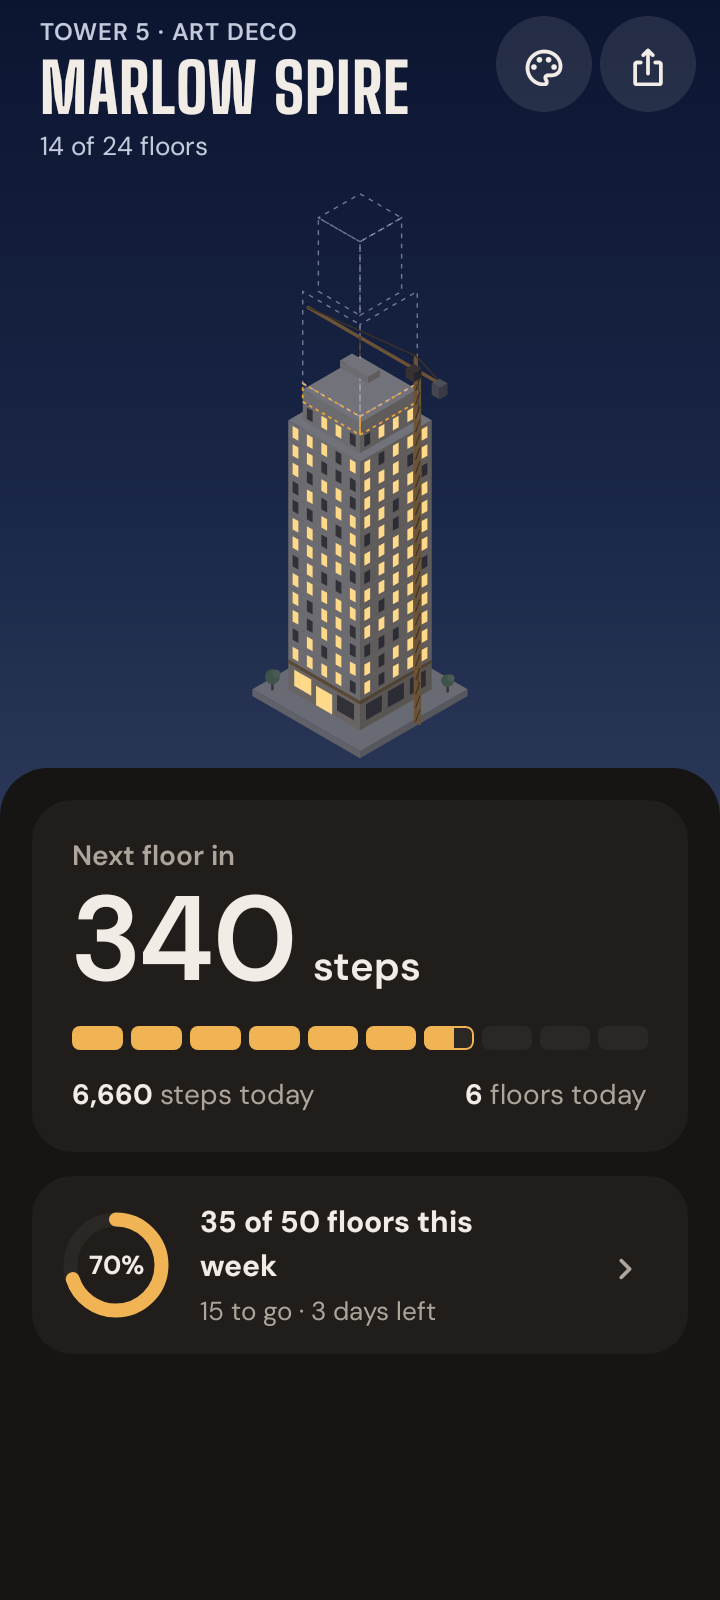 TOWER 5 · ART DECO
MARLOW SPIRE
14 of 24 floors
Next floor in
340 steps
6,660 steps today
6 floors today
70%
35 of 50 floors this
week
15 to go · 3 days left